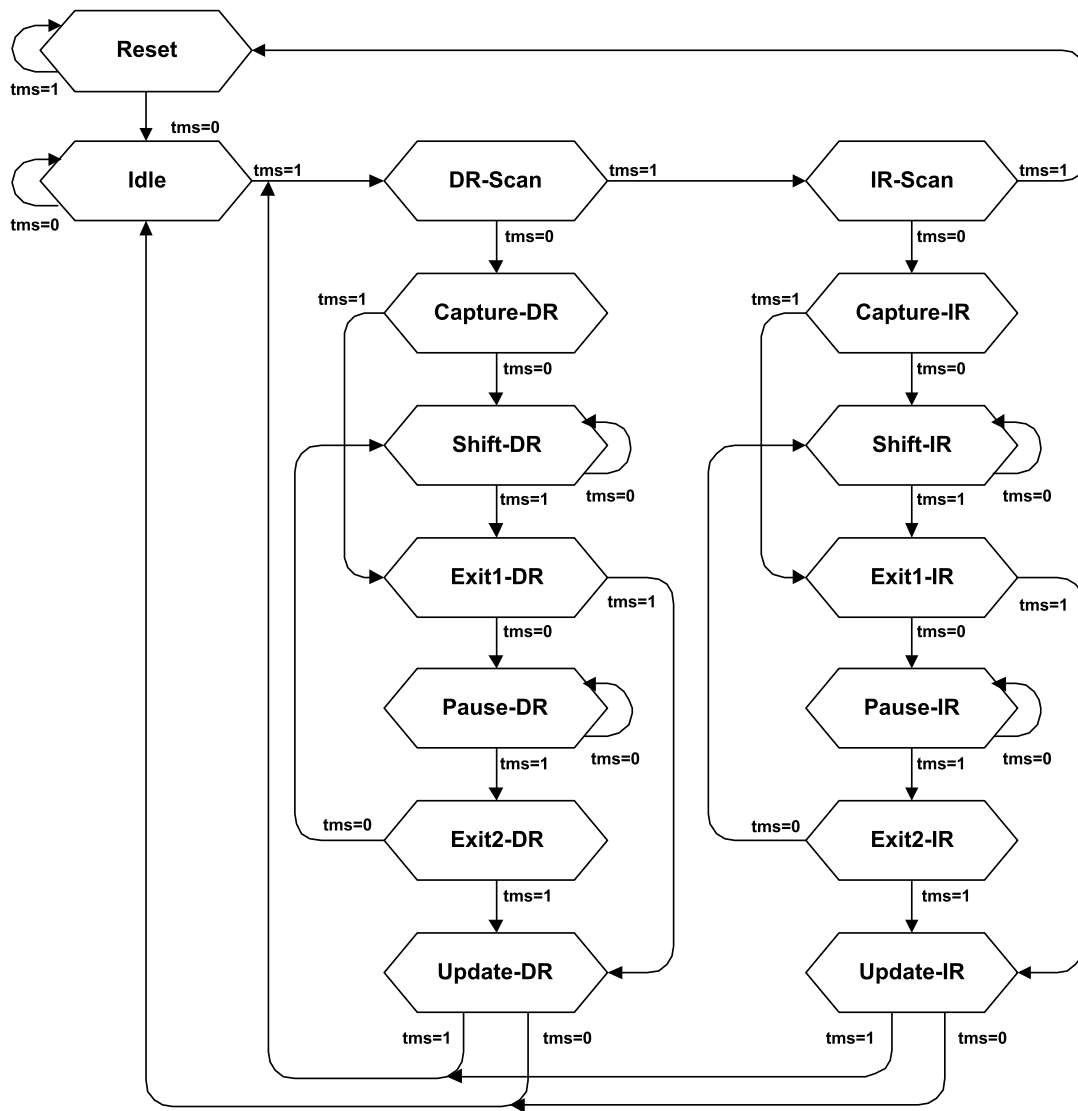 Reset
tms=1
tms=0
Idle
tms=1
DR-Scan
tms=1
IR-Scan
tms=1
tms=0
tms=0
tms=0
tms=1
Capture-DR
tms=1
Capture-IR
tms=0
tms=0
Shift-DR
Shift-IR
tms=1
tms=0
tms=1
tms=0
Exit1-DR
tms=1
Exit1-IR
tms=1
tms=0
tms=0
Pause-DR
Pause-IR
tms=1
tms=0
tms=1
tms=0
tms=0
Exit2-DR
tms=0
Exit2-IR
tms=1
tms=1
Update-DR
Update-IR
tms=1
tms=0
tms=1
tms=0